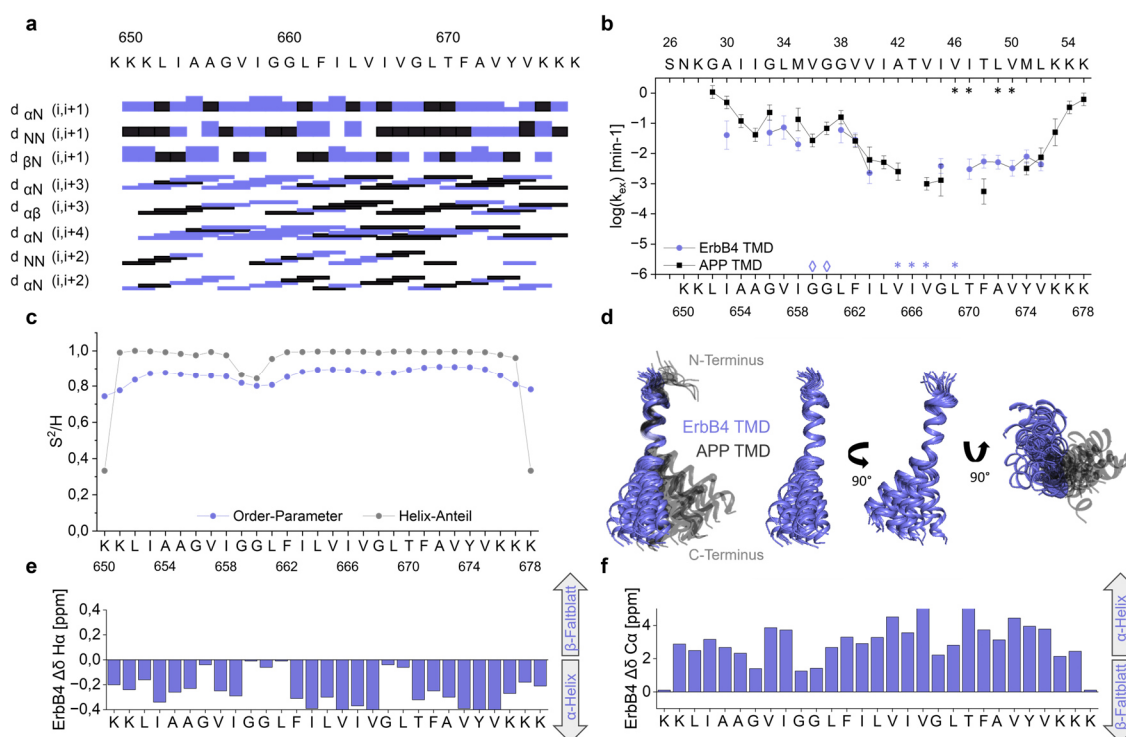 a
650 660 670
K K K L I A A G V I G G L F I L V I V G L T F A V Y V K K K
d αN (i,i+1)
d NN (i,i+1)
d βN (i,i+1)
d αN (i,i+3)
d αβ (i,i+3)
d αN (i,i+4)
d NN (i,i+2)
d αN (i,i+2)
b
26 30 34 38 42 46 50 54
S N K G A I I G L M V G G V V I A T V I V I T L V M L K K K
* * * *
0
−1
−2
−3
−4
−5
−6
log(kex) [min-1]
ErbB4 TMD
APP TMD
◊ ◊ * * * *
K K L I A A G V I G G L F I L V I V G L T F A V Y V K K K
650 654 658 662 666 670 674 678
c
1,0
0,8
0,6
0,4
0,2
0,0
S²/H
Order-Parameter Helix-Anteil
K K L I A A G V I G G L F I L V I V G L T F A V Y V K K K
650 654 658 662 666 670 674 678
d
N-Terminus
ErbB4 TMD
APP TMD
90° 90°
C-Terminus
e
0,4
0,2
0,0
−0,2
−0,4
ErbB4 Δδ Hα [ppm]
β-Faltblatt
α-Helix
K K L I A A G V I G G L F I L V I V G L T F A V Y V K K K
f
4
2
0
ErbB4 Δδ Cα [ppm]
α-Helix
β-Faltblatt
K K L I A A G V I G G L F I L V I V G L T F A V Y V K K K